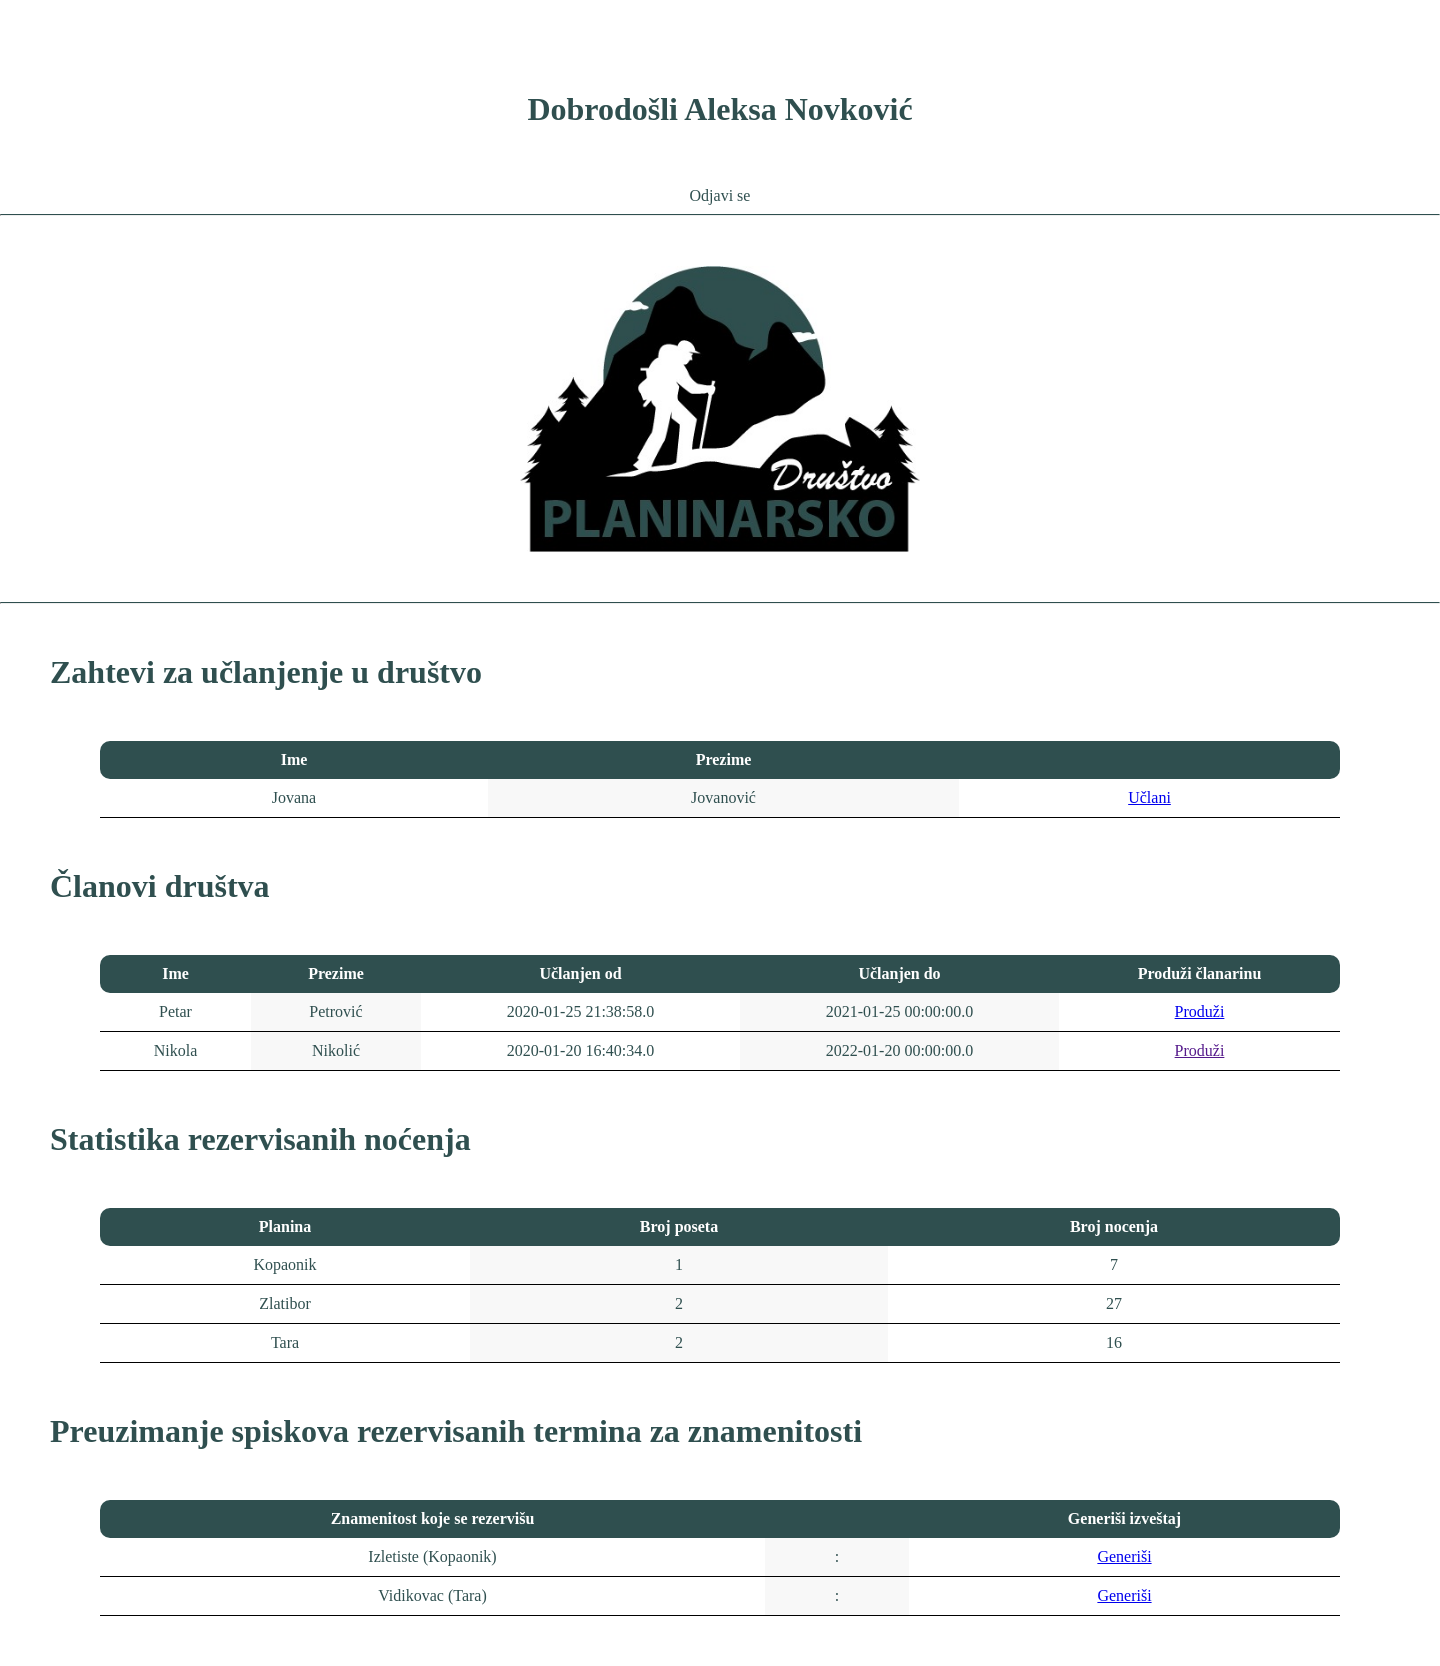 Dobrodošli Aleksa Novković
Odjavi se
Društvo
PLANINARSKO
Zahtevi za učlanjenje u društvo
Ime Prezime
Jovana Jovanović Učlani
Članovi društva
Ime Prezime Učlanjen od Učlanjen do Produži članarinu
Petar Petrović 2020-01-25 21:38:58.0 2021-01-25 00:00:00.0 Produži
Nikola Nikolić 2020-01-20 16:40:34.0 2022-01-20 00:00:00.0 Produži
Statistika rezervisanih noćenja
Planina Broj poseta Broj nocenja
Kopaonik 1 7
Zlatibor 2 27
Tara 2 16
Preuzimanje spiskova rezervisanih termina za znamenitosti
Znamenitost koje se rezervišu Generiši izveštaj
Izletiste (Kopaonik) : Generiši
Vidikovac (Tara) : Generiši